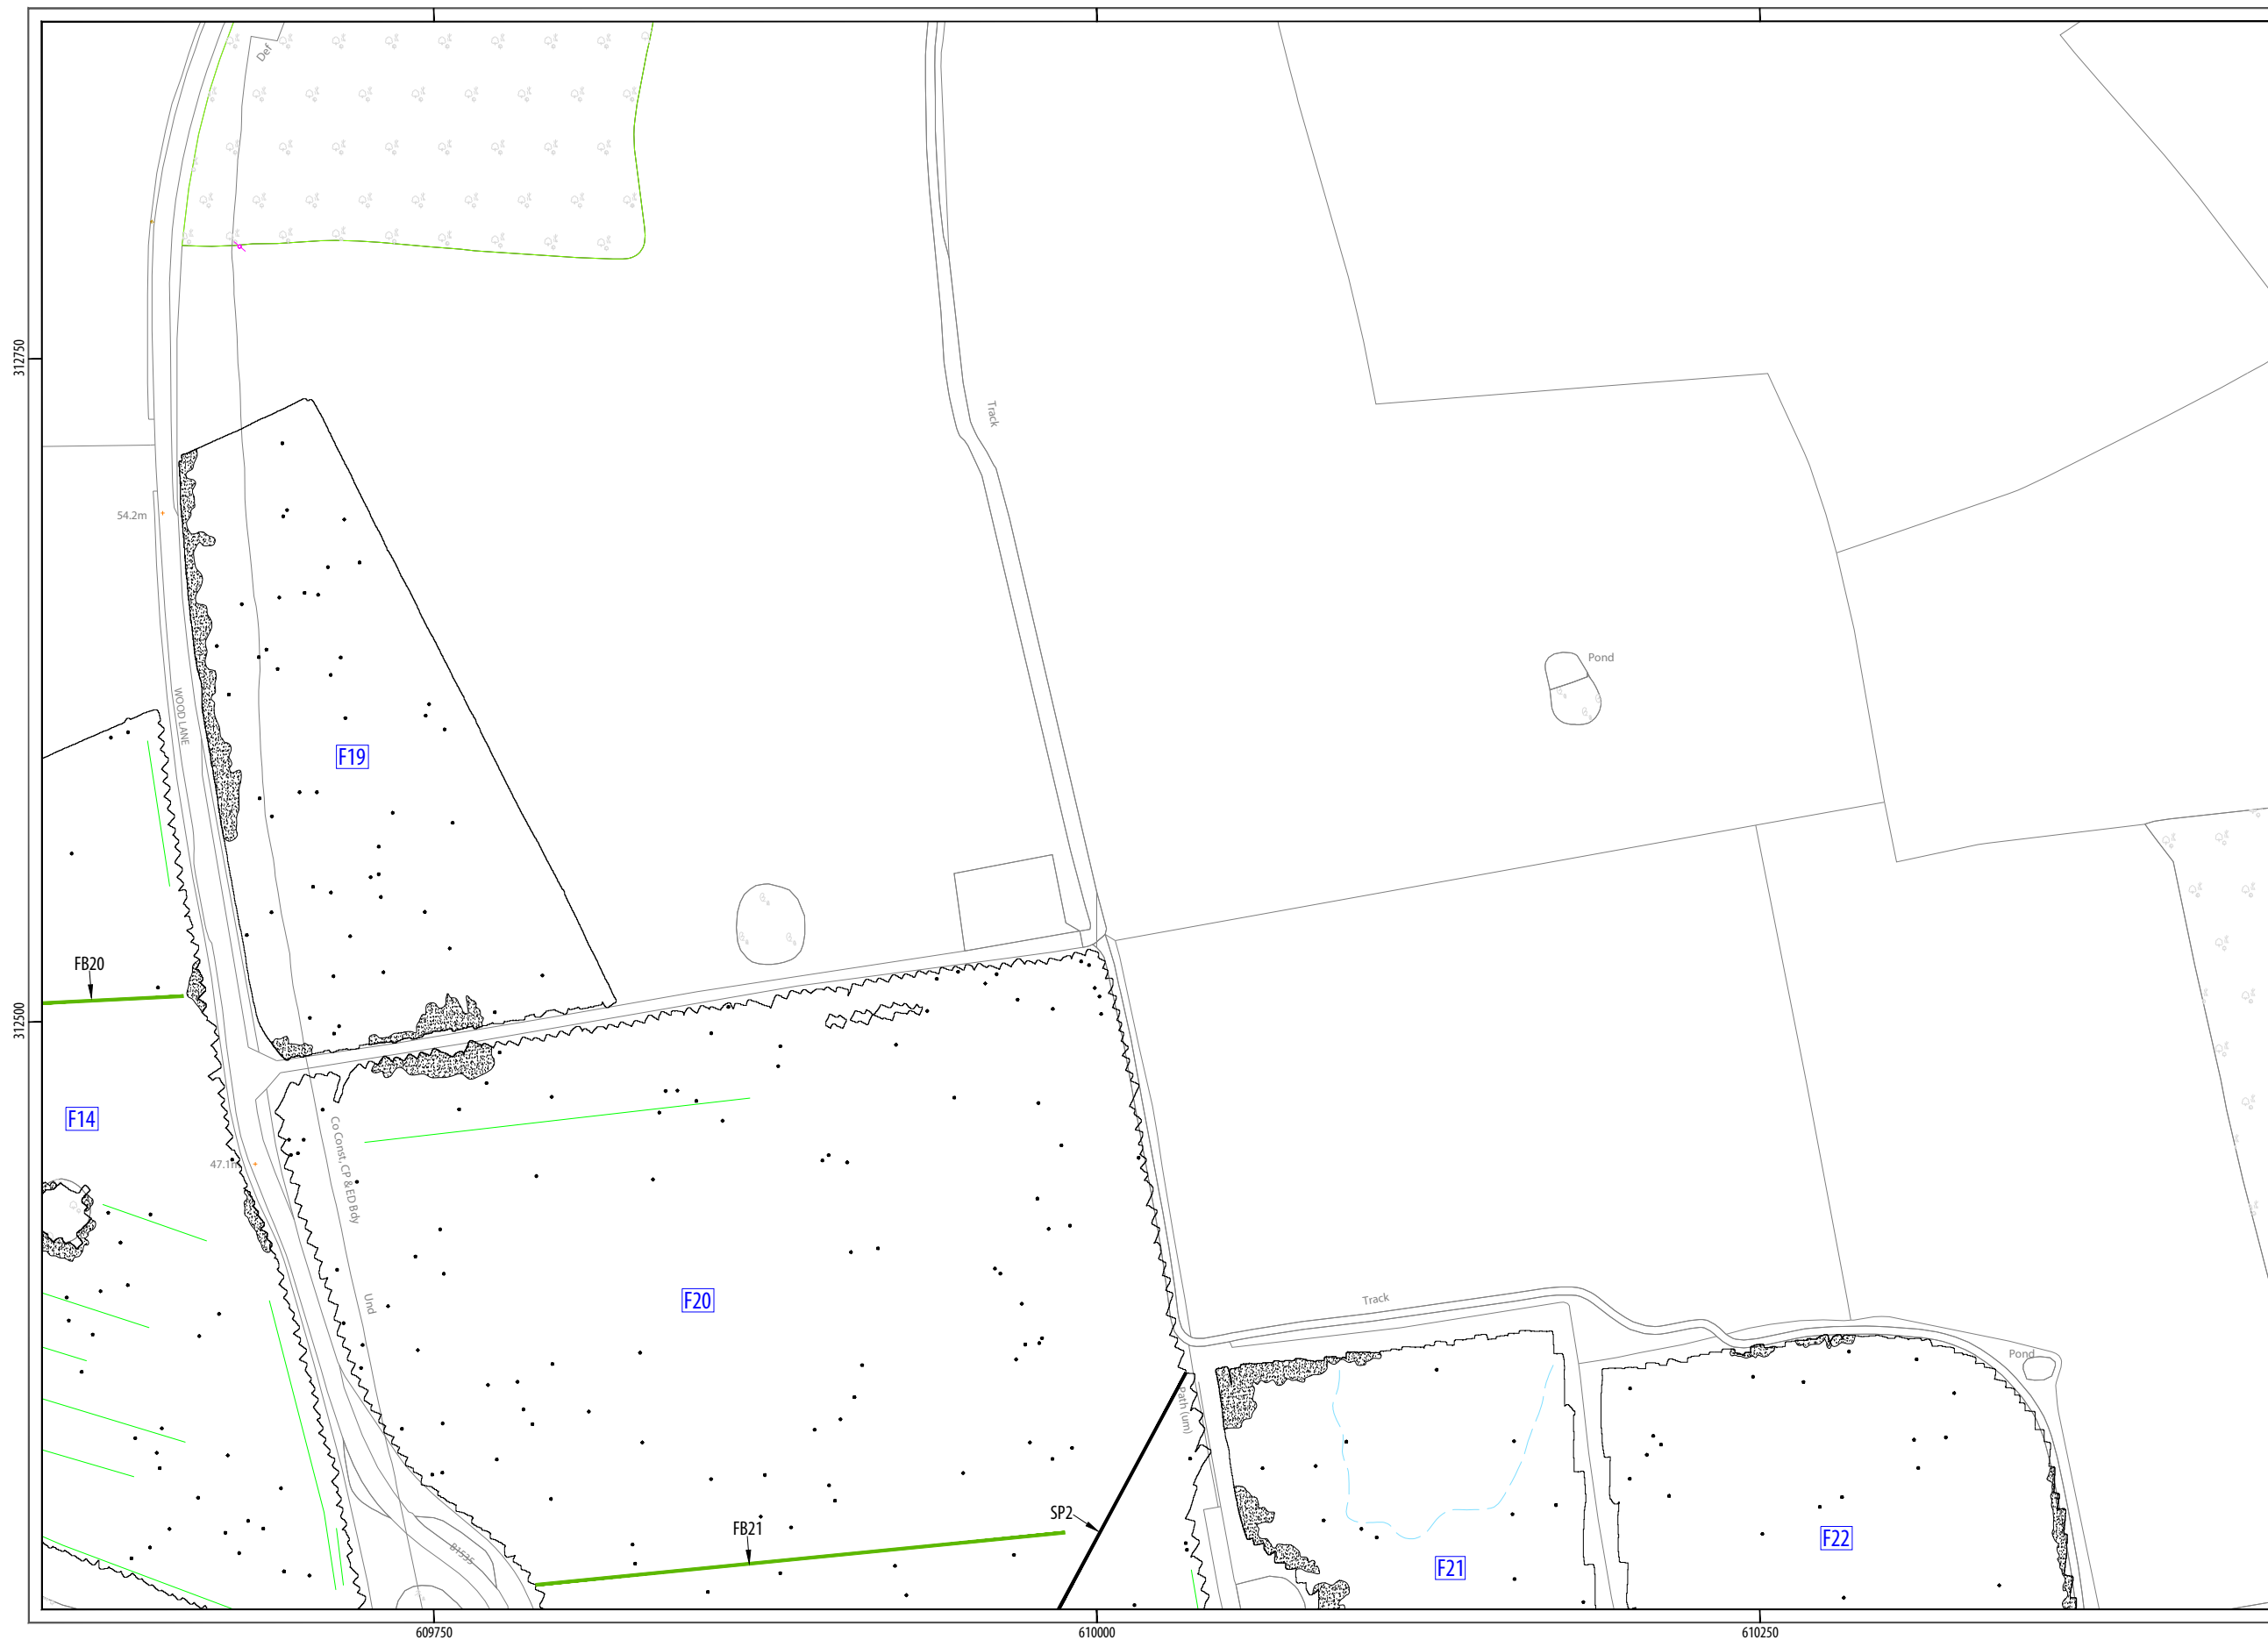 Def
312750
Track
54.2m
Pond
WOOD LANE
F19
FB20
312500
F14
Co Const, CP & ED Bdy
47.1m
Und
F20
Track
Pond
Path (um)
SP2
FB21
B1535
F22
F21
609750
610000
610250